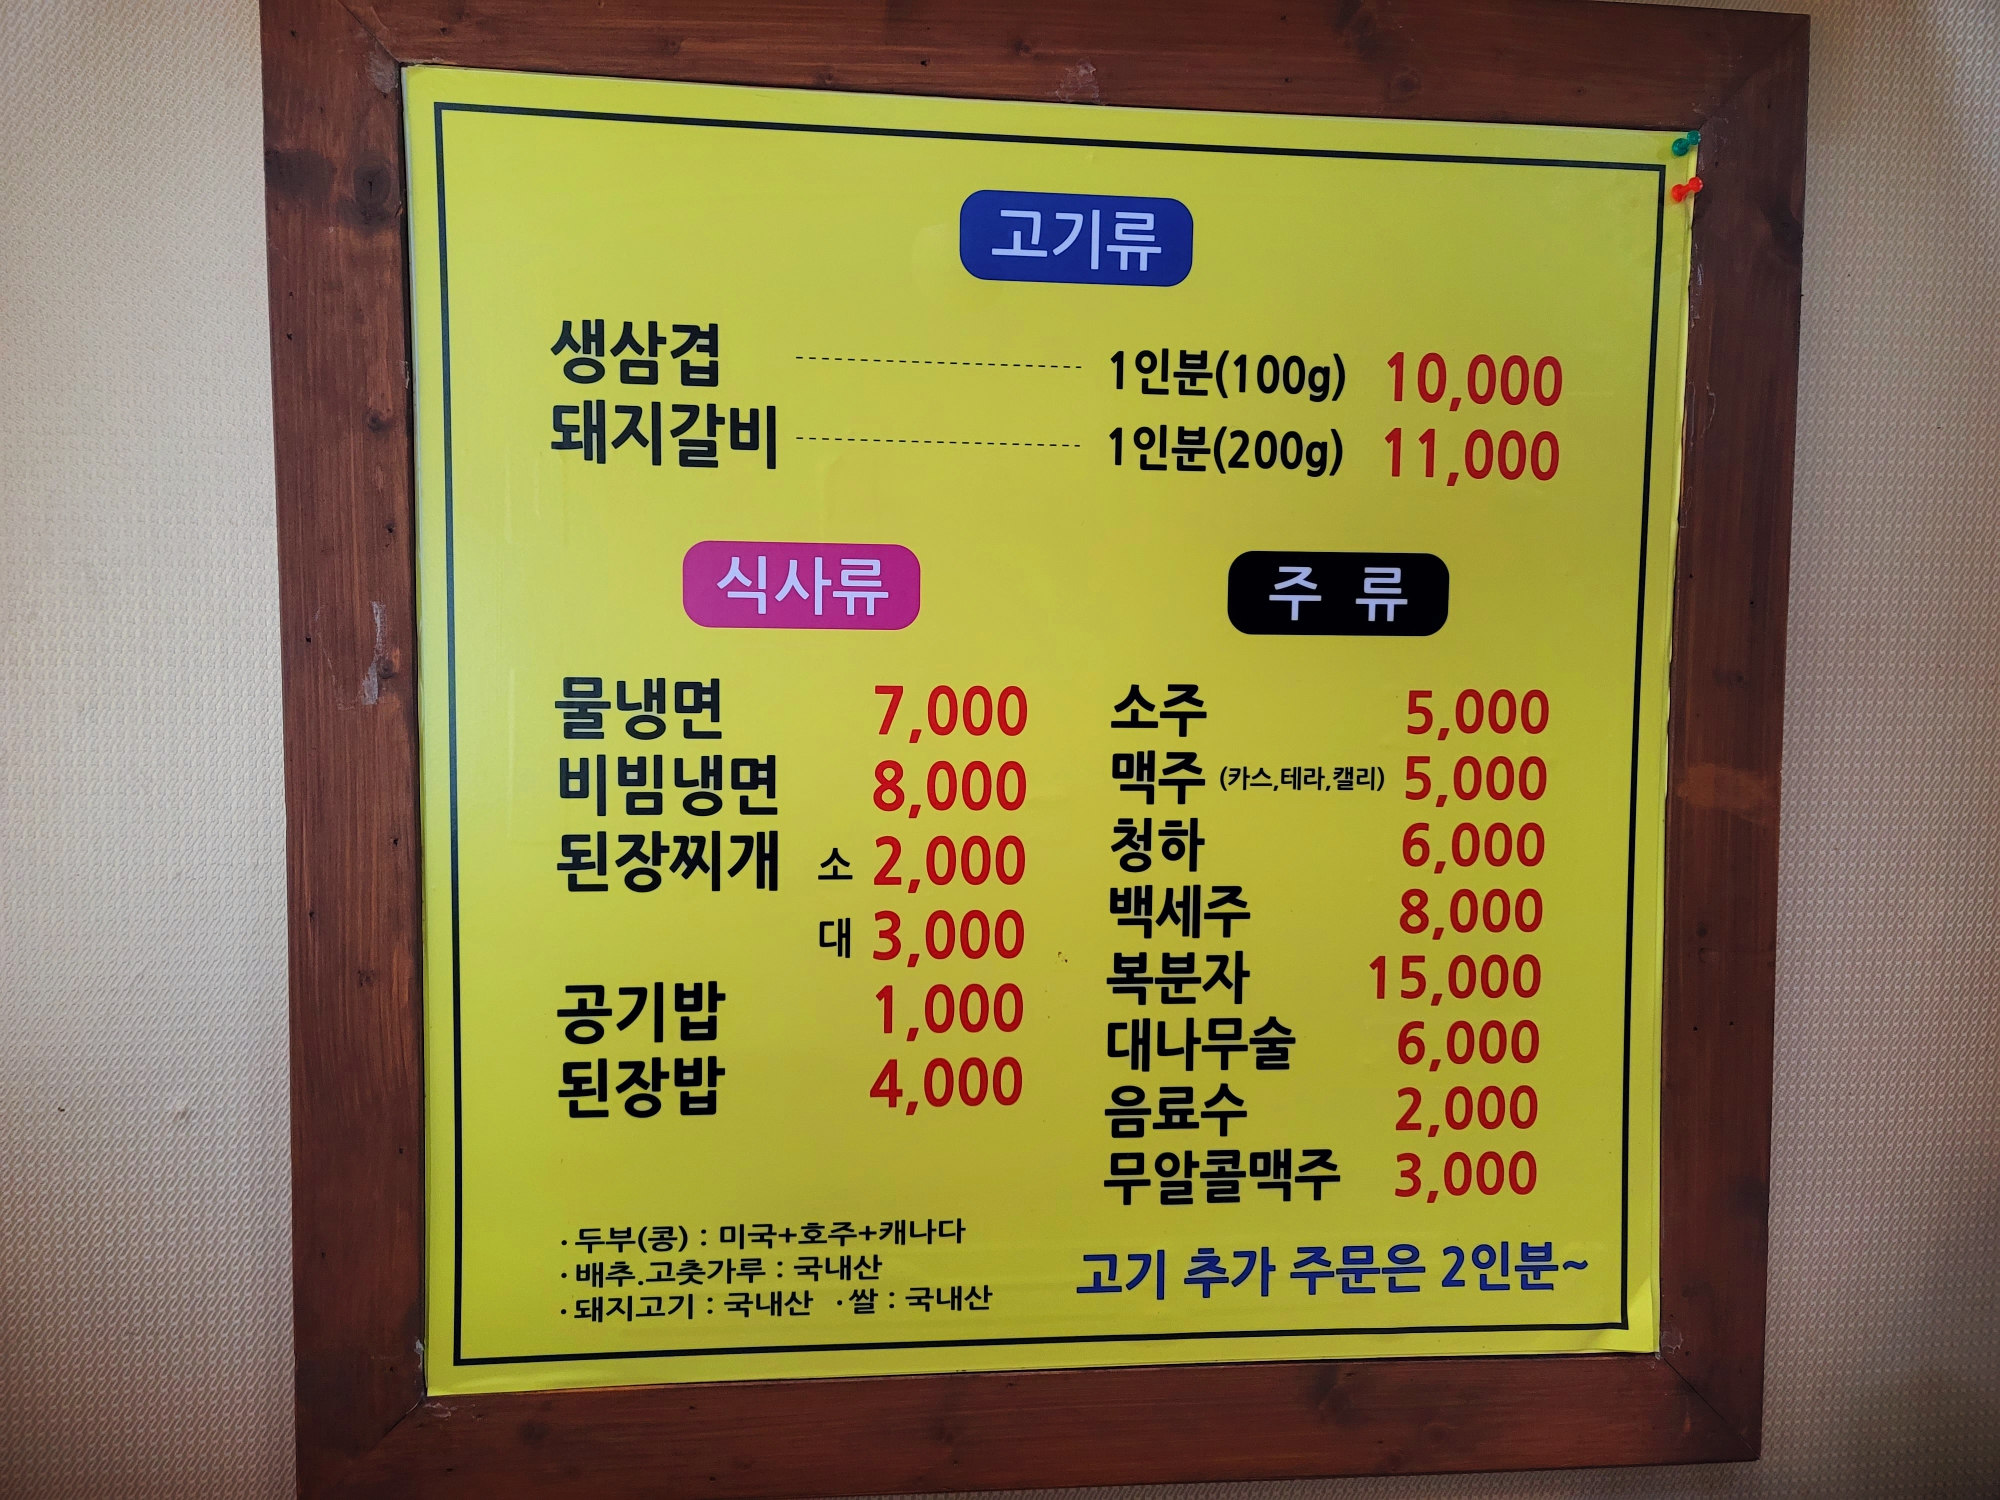 고기류
생삼겹 1인분(100g) 10,000
돼지갈비 1인분(200g) 11,000
식사류
물냉면 7,000
비빔냉면 8,000
된장찌개 소 2,000
대 3,000
공기밥 1,000
된장밥 4,000
주 류
소주 5,000
맥주 (카스,테라,캘리) 5,000
청하 6,000
백세주 8,000
복분자 15,000
대나무술 6,000
음료수 2,000
무알콜맥주 3,000
·두부(콩) : 미국+호주+캐나다
·배추.고춧가루 : 국내산
·돼지고기 : 국내산 ·쌀 : 국내산
고기 추가 주문은 2인분~